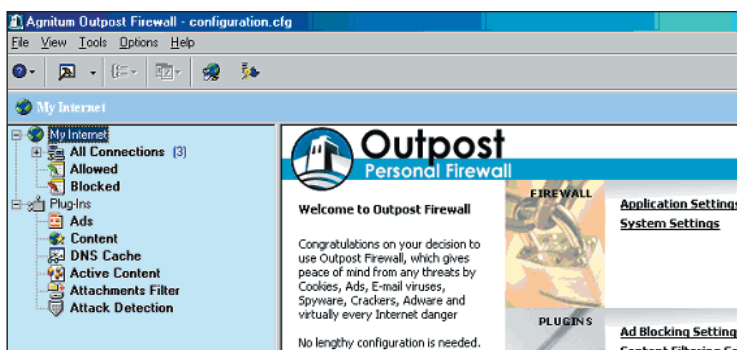 Agnitum Outpost Firewall - configuration.cfg
File View Tools Options Help
My Internet
My Internet
All Connections (3)
Allowed
Blocked
Plug-Ins
Ads
Content
DNS Cache
Active Content
Attachments Filter
Attack Detection
Outpost
Personal Firewall
Welcome to Outpost Firewall
Congratulations on your decision to
use Outpost Firewall, which gives
peace of mind from any threats by
Cookies, Ads, E-mail viruses,
Spyware, Crackers, Adware and
virtually every Internet danger
No lengthy configuration is needed.
FIREWALL
Application Settings
System Settings
PLUGINS
Ad Blocking Setting